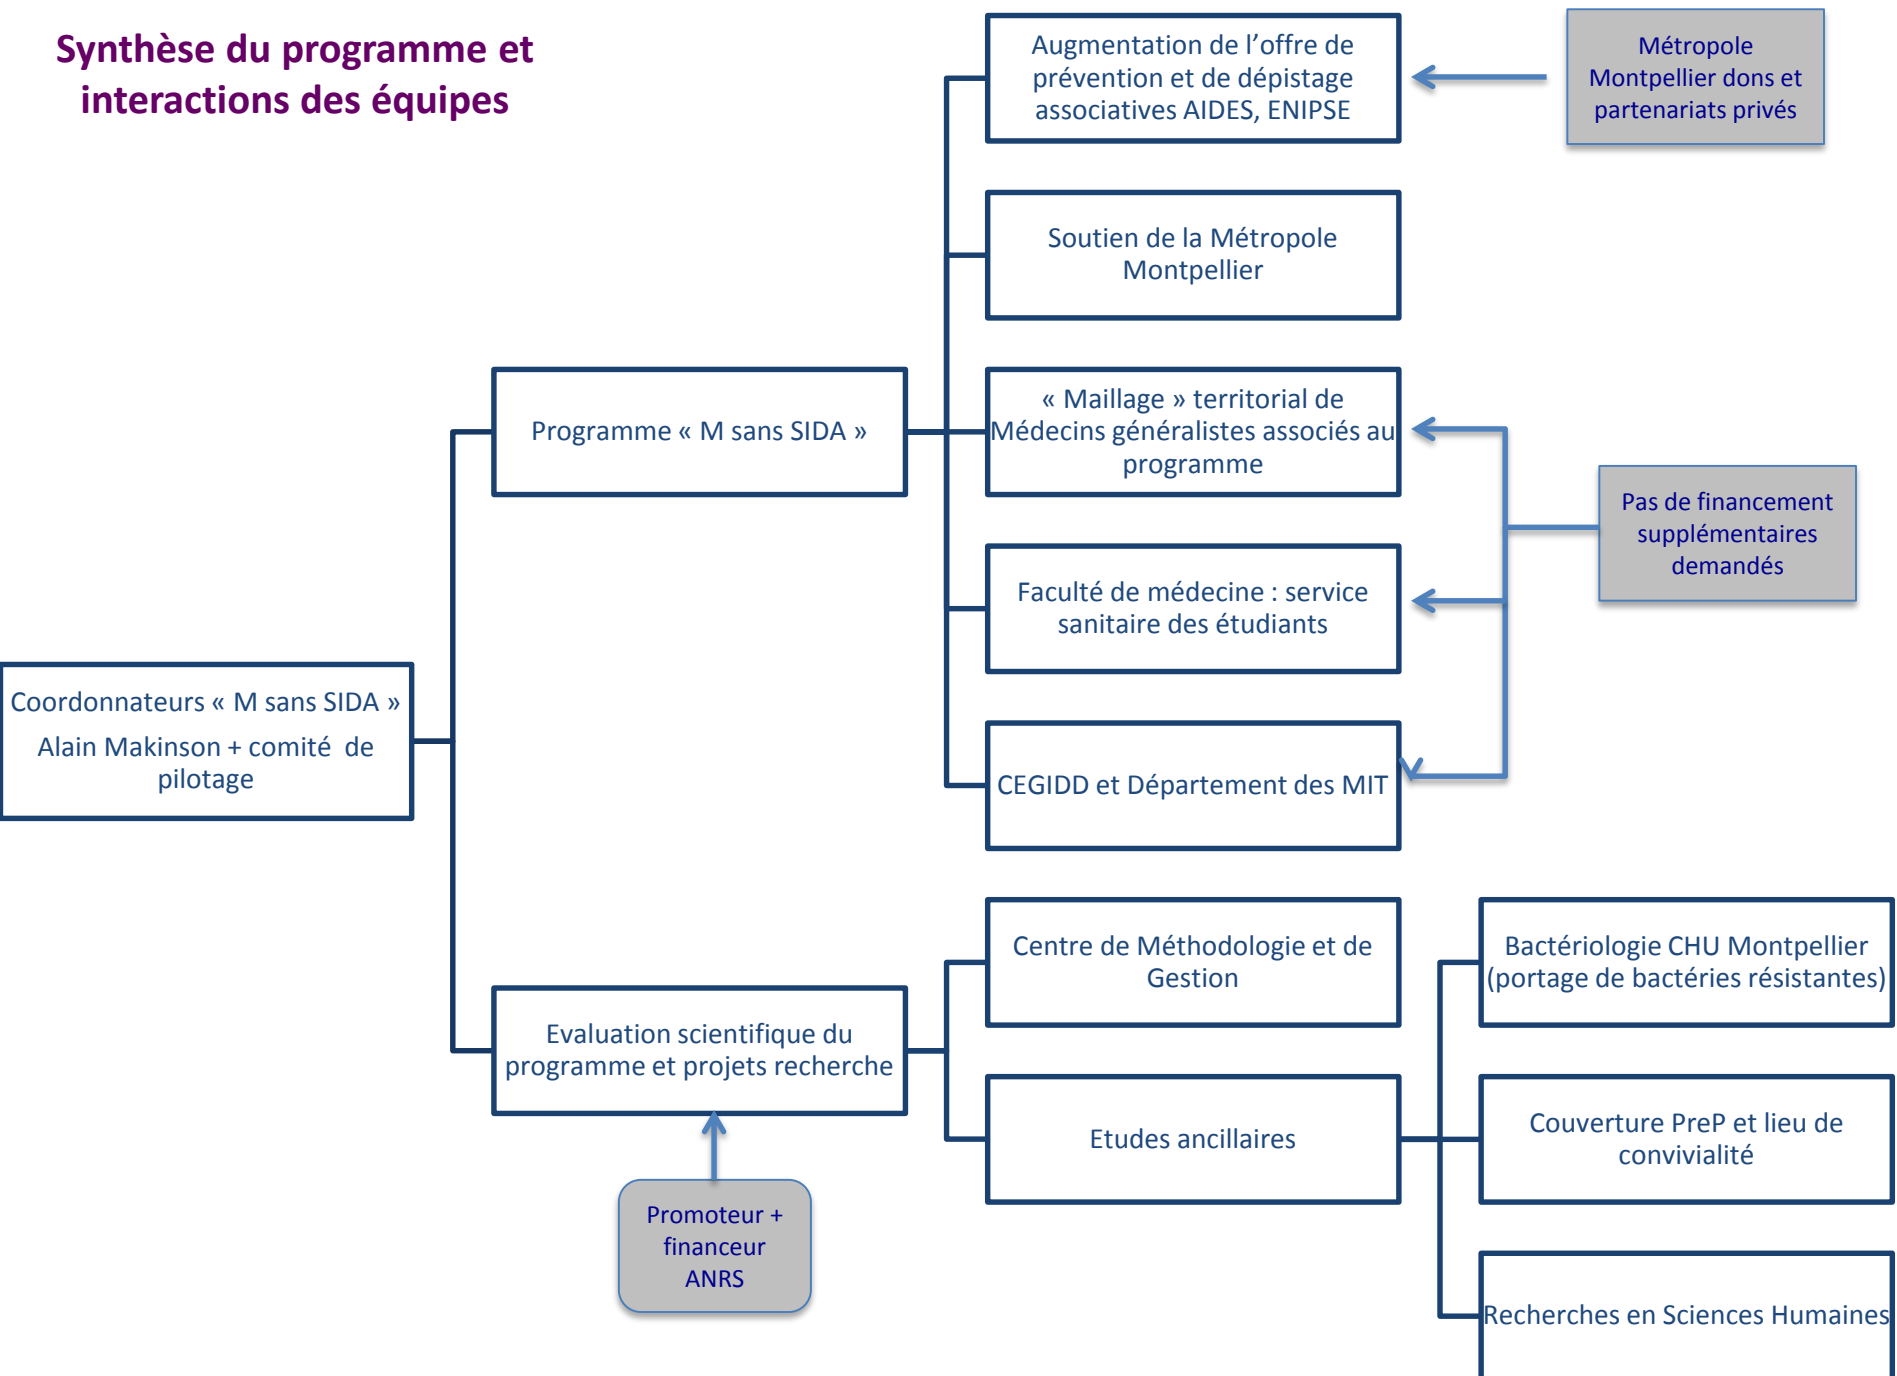 Synthèse du programme et
interactions des équipes
Augmentation de l’offre de
prévention et de dépistage
associatives AIDES, ENIPSE
Métropole
Montpellier dons et
partenariats privés
Soutien de la Métropole
Montpellier
Programme « M sans SIDA »
« Maillage » territorial de
Médecins généralistes associés au
programme
Pas de financement
supplémentaires
demandés
Faculté de médecine : service
sanitaire des étudiants
Coordonnateurs « M sans SIDA »
Alain Makinson + comité de
pilotage
CEGIDD et Département des MIT
Centre de Méthodologie et de
Gestion
Bactériologie CHU Montpellier
(portage de bactéries résistantes)
Evaluation scientifique du
programme et projets recherche
Etudes ancillaires
Couverture PreP et lieu de
convivialité
Promoteur +
financeur
ANRS
Recherches en Sciences Humaines